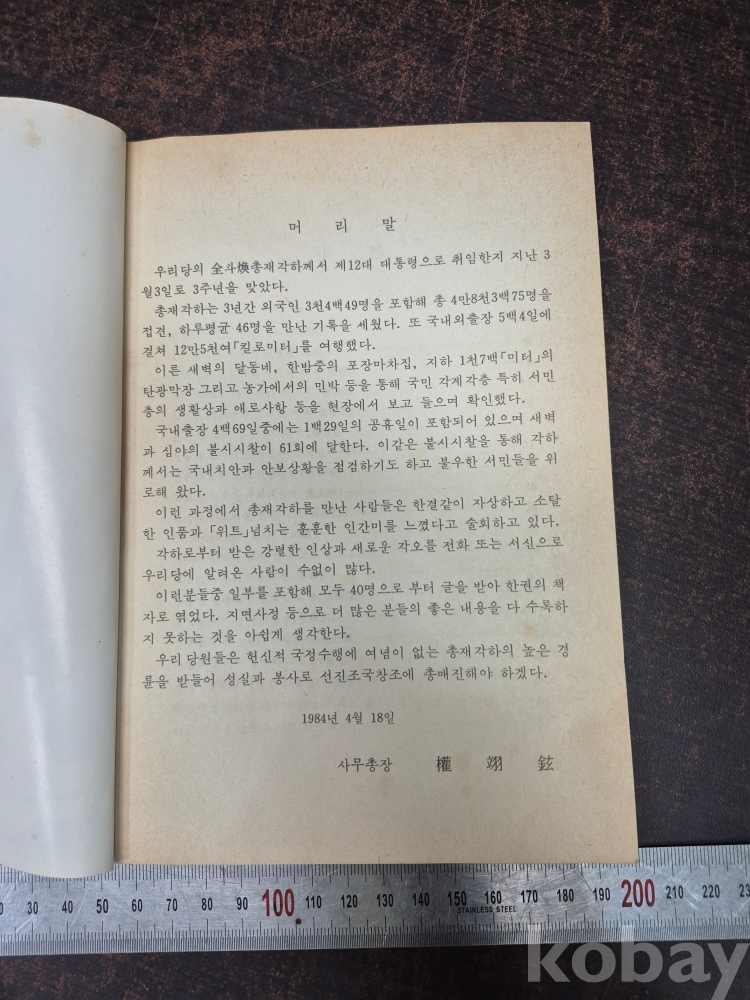 머 리 말
우리당의 全斗煥총재각하께서 제12대 대통령으로 취임한지 지난 3
월3일로 3주년을 맞았다.
총재각하는 3년간 외국인 3천4백49명을 포함해 총 4만8천3백75명을
접견, 하루평균 46명을 만난 기록을 세웠다. 또 국내외출장 5백4일에
걸쳐 12만5천여「킬로미터」를 여행했다.
이른 새벽의 달동네, 한밤중의 포장마차집, 지하 1천7백「미터」의
탄광막장 그리고 농가에서의 민박 등을 통해 국민 각계각층 특히 서민
층의 생활상과 애로사항 등을 현장에서 보고 들으며 확인했다.
국내출장 4백69일중에는 1백29일의 공휴일이 포함되어 있으며 새벽
과 심야의 불시시찰이 61회에 달한다. 이같은 불시시찰을 통해 각하
께서는 국내치안과 안보상황을 점검하기도 하고 불우한 서민들을 위
로해 왔다.
이런 과정에서 총재각하를 만난 사람들은 한결같이 자상하고 소탈
한 인품과 「위트」넘치는 훈훈한 인간미를 느꼈다고 술회하고 있다.
각하로부터 받은 강렬한 인상과 새로운 각오를 전화 또는 서신으로
우리당에 알려온 사람이 수없이 많다.
이런분들중 일부를 포함해 모두 40명으로 부터 글을 받아 한권의 책
자로 엮었다. 지면사정 등으로 더 많은 분들의 좋은 내용을 다 수록하
지 못하는 것을 아쉽게 생각한다.
우리 당원들은 헌신적 국정수행에 여념이 없는 총재각하의 높은 경
륜을 받들어 성실과 봉사로 선진조국창조에 총매진해야 하겠다.
1984년 4월 18일
사무총장 權 翊 鉉
30 40 50 60 70 80 90 100 110 120 130 140 150 160 170 180 190 200 210 220 23
STAINLESS STEEL
kobay